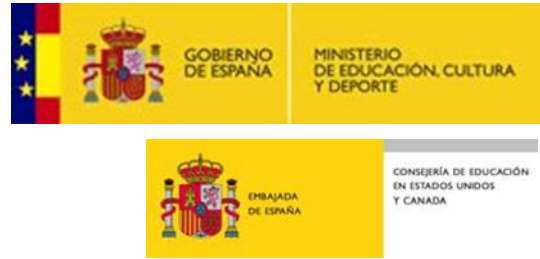 GOBIERNO
DE ESPAÑA
MINISTERIO
DE EDUCACIÓN, CULTURA
Y DEPORTE
EMBAJADA
DE ESPAÑA
CONSEJERÍA DE EDUCACIÓN
EN ESTADOS UNIDOS
Y CANADA